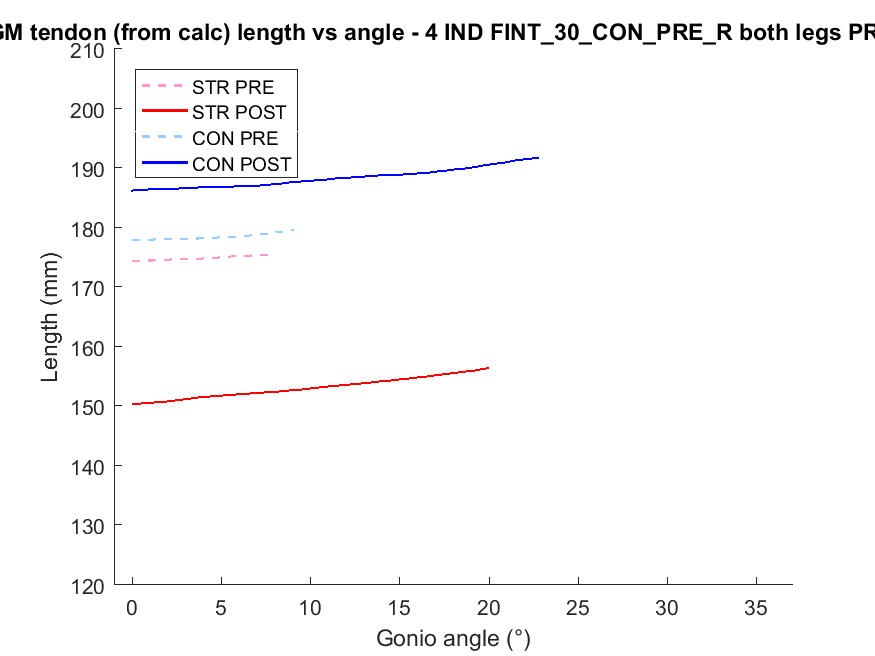 GM tendon (from calc) length vs angle - 4 IND FINT_30_CON_PRE_R both legs PR
210
200
190
180
170
160
150
140
130
120
Length (mm)
STR PRE
STR POST
CON PRE
CON POST
0 5 10 15 20 25 30 35
Gonio angle (°)